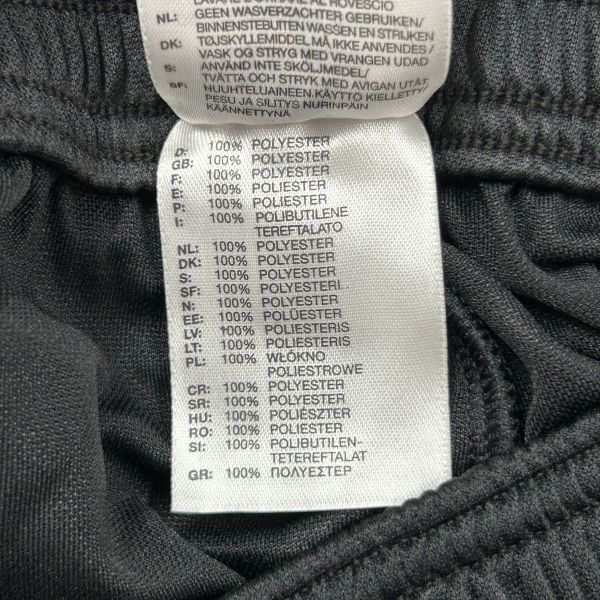 LAVARE E STIRARE AL ROVESCIO
NL: GEEN WASVERZACHTER GEBRUIKEN/
BINNENSTEBUITEN WASSEN EN STRIJKEN
DK: TØJSKYLLEMIDDEL MÅ IKKE ANVENDES/
VASK OG STRYG MED VRANGEN UDAD
S: ANVÄND INTE SKÖLJMEDEL/
TVÄTTA OCH STRYK MED AVIGAN UTÅT
SF: HUUHTELUAINEEN KÄYTTÖ KIELLETTY/
PESU JA SILITYS NURINPÄIN
KÄÄNNETTYNÄ
D: 100% POLYESTER
GB: 100% POLYESTER
F: 100% POLYESTER
E: 100% POLIESTER
P: 100% POLIESTER
I: 100% POLIBUTILENE
TEREFTALATO
NL: 100% POLYESTER
DK: 100% POLYESTER
S: 100% POLYESTER
SF: 100% POLYESTERI
N: 100% POLYESTER
EE: 100% POLÜESTER
LV: 100% POLIESTERIS
LT: 100% POLIESTERIS
PL: 100% WŁÓKNO
POLIESTROWE
CR: 100% POLYESTER
SR: 100% POLYESTER
HU: 100% POLIÉSZTER
RO: 100% POLIESTER
SI: 100% POLIBUTILEN-
TETEREFTALAT
GR: 100% ΠΟΛΥΕΣΤΕΡ